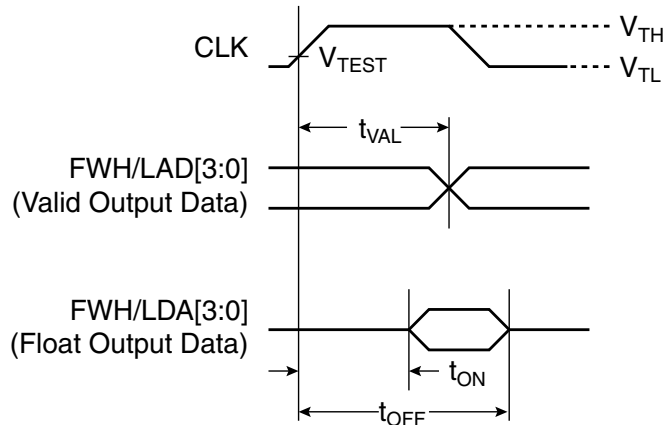 CLK
V_TEST
V_TH
V_TL
t_VAL
FWH/LAD[3:0]
(Valid Output Data)
FWH/LDA[3:0]
(Float Output Data)
t_ON
t_OFF